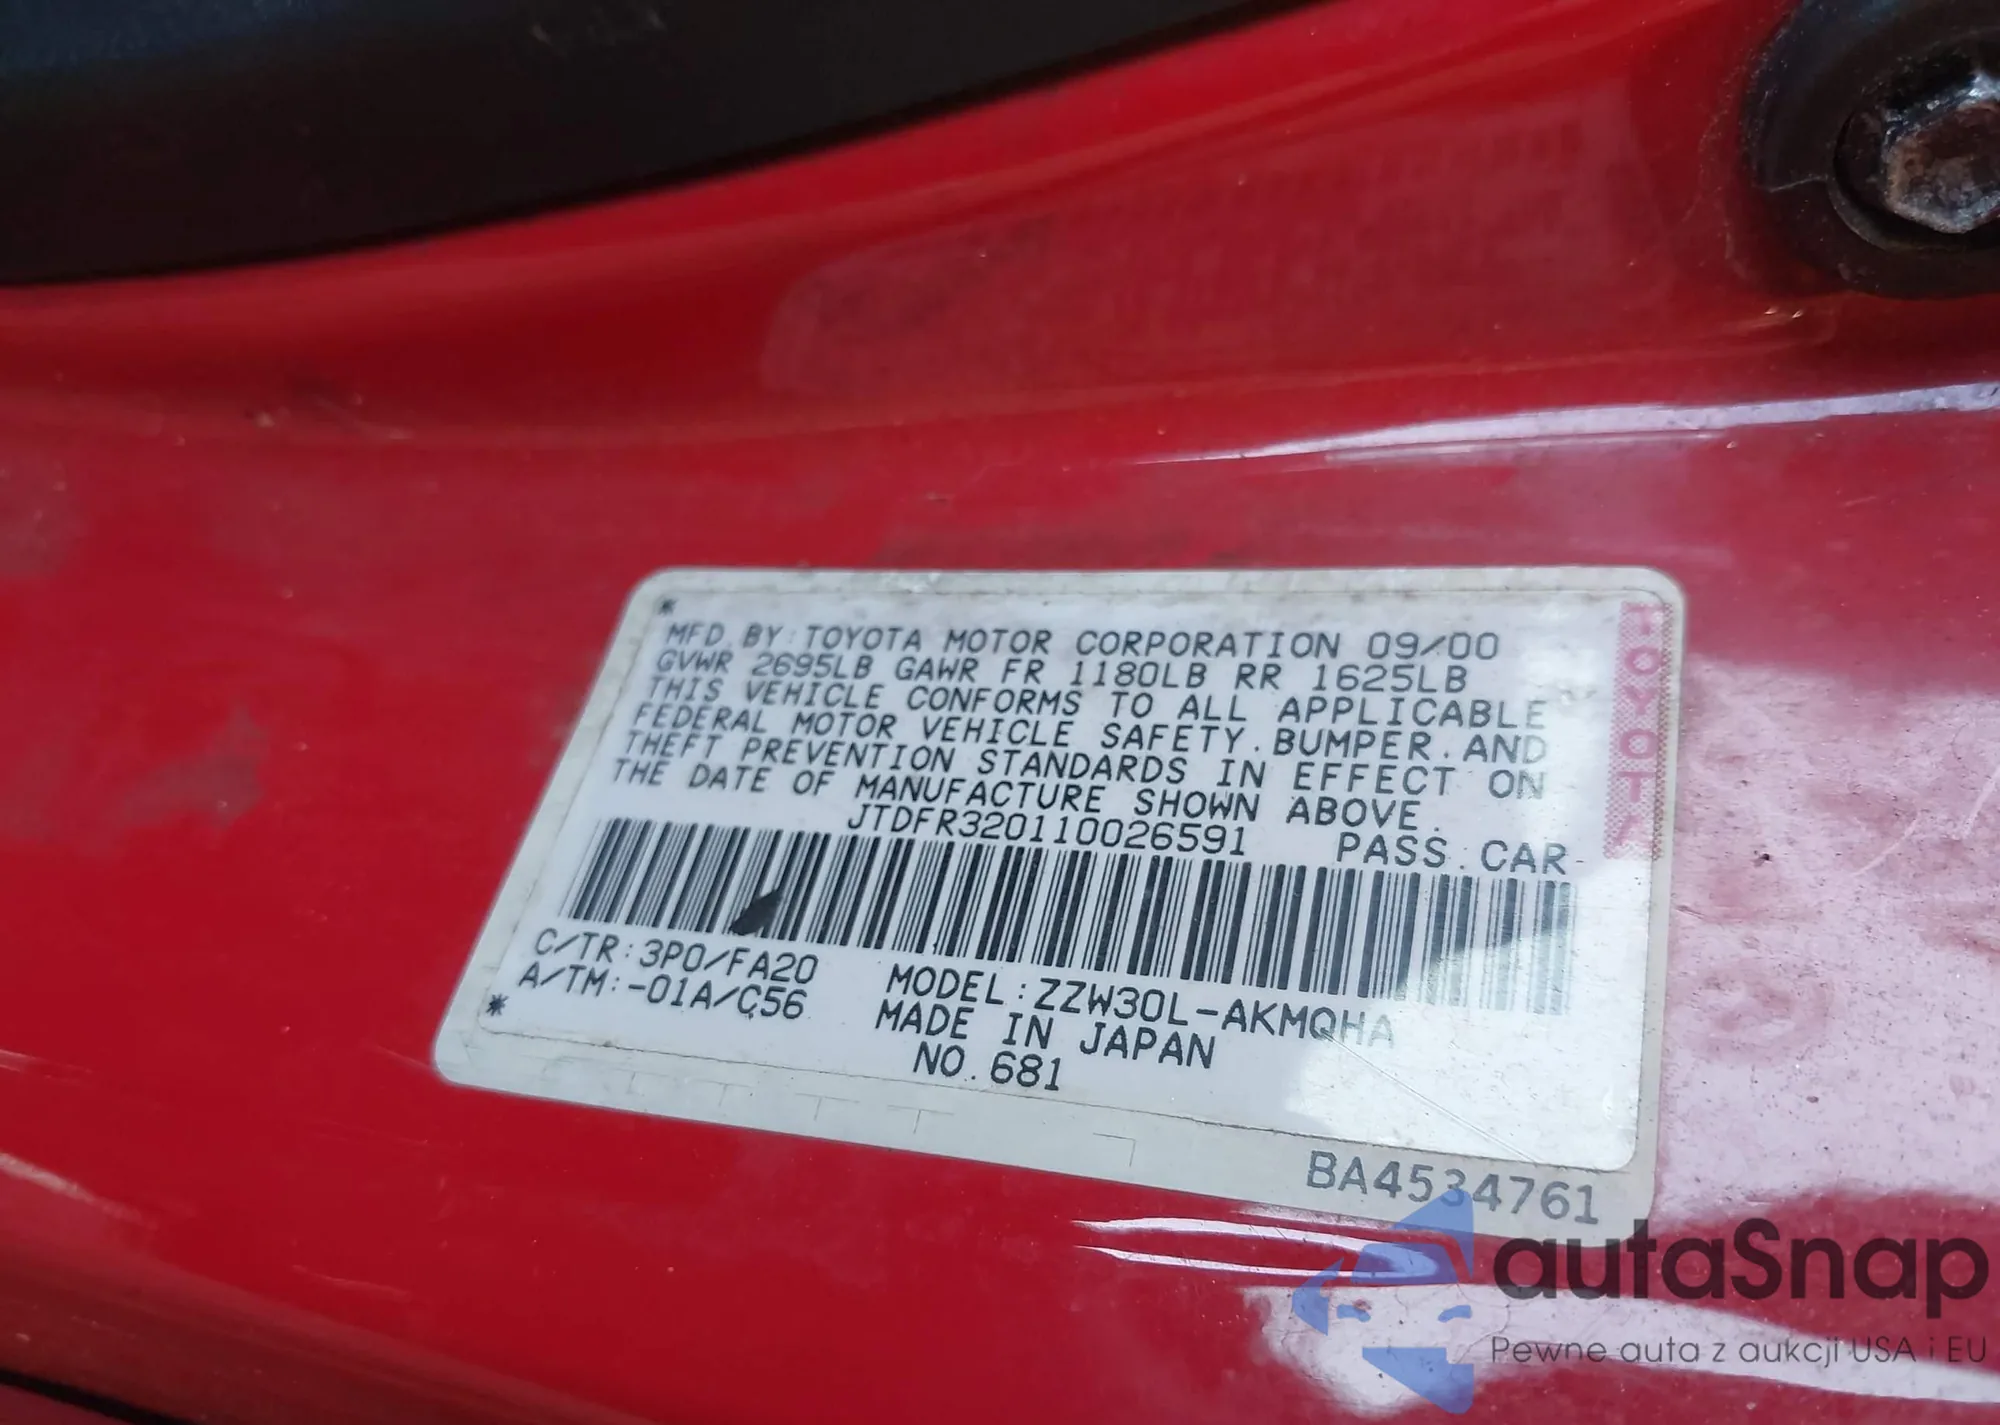 *
MFD. BY: TOYOTA MOTOR CORPORATION 09/00
GVWR 2695LB GAWR FR 1180LB RR 1625LB
THIS VEHICLE CONFORMS TO ALL APPLICABLE
FEDERAL MOTOR VEHICLE SAFETY. BUMPER. AND
THEFT PREVENTION STANDARDS IN EFFECT ON
THE DATE OF MANUFACTURE SHOWN ABOVE.
JTDFR320110026591 PASS. CAR
C/TR: 3P0/FA20
A/TM:-01A/C56
*
MODEL: ZZW30L-AKMQHA
MADE IN JAPAN
NO. 681
TOYOTA
BA4534761
autaSnap
Pewne auta z aukcji USA i EU